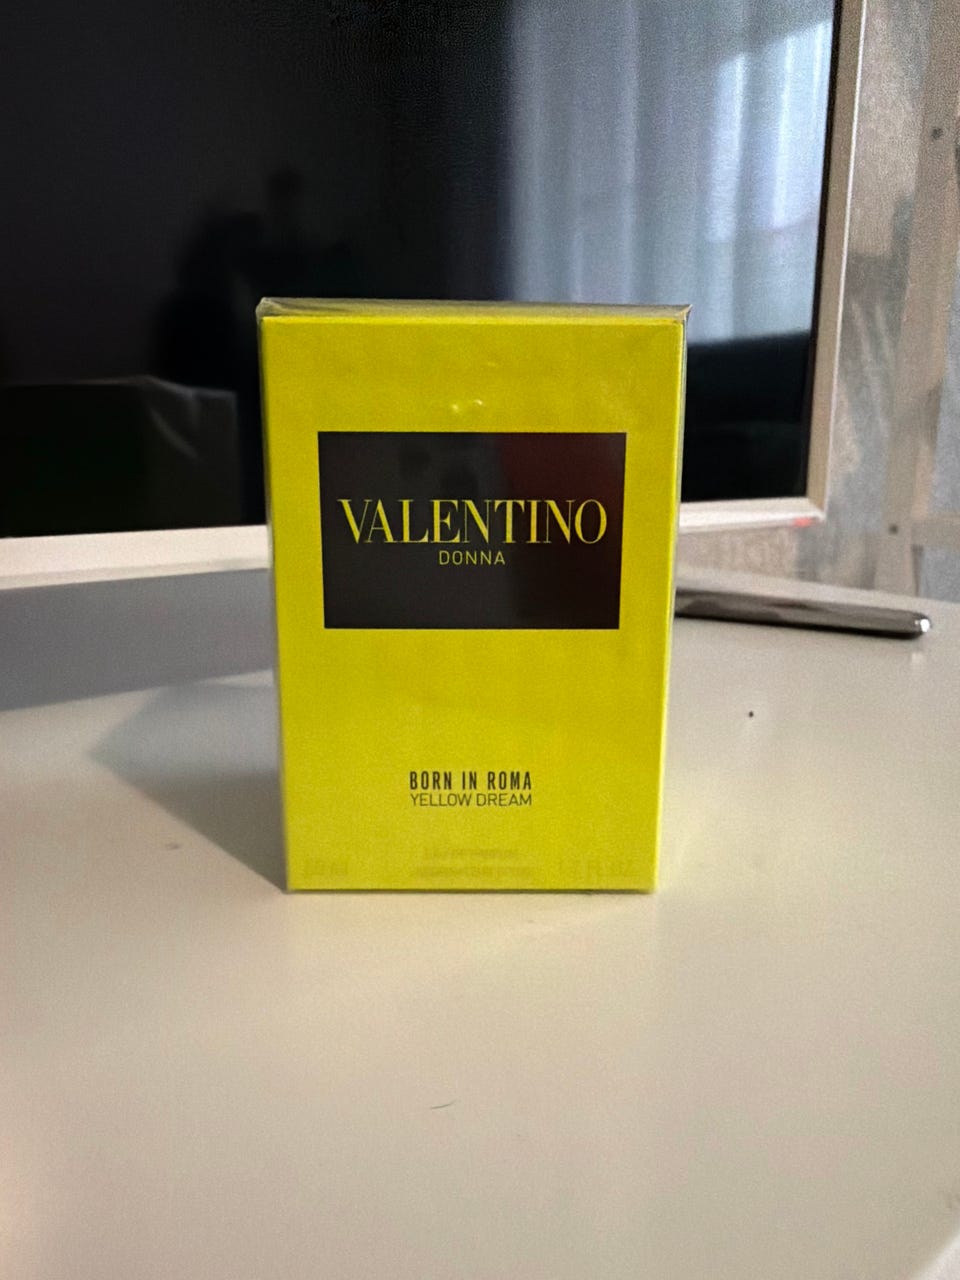 VALENTINO
DONNA
BORN IN ROMA
YELLOW DREAM